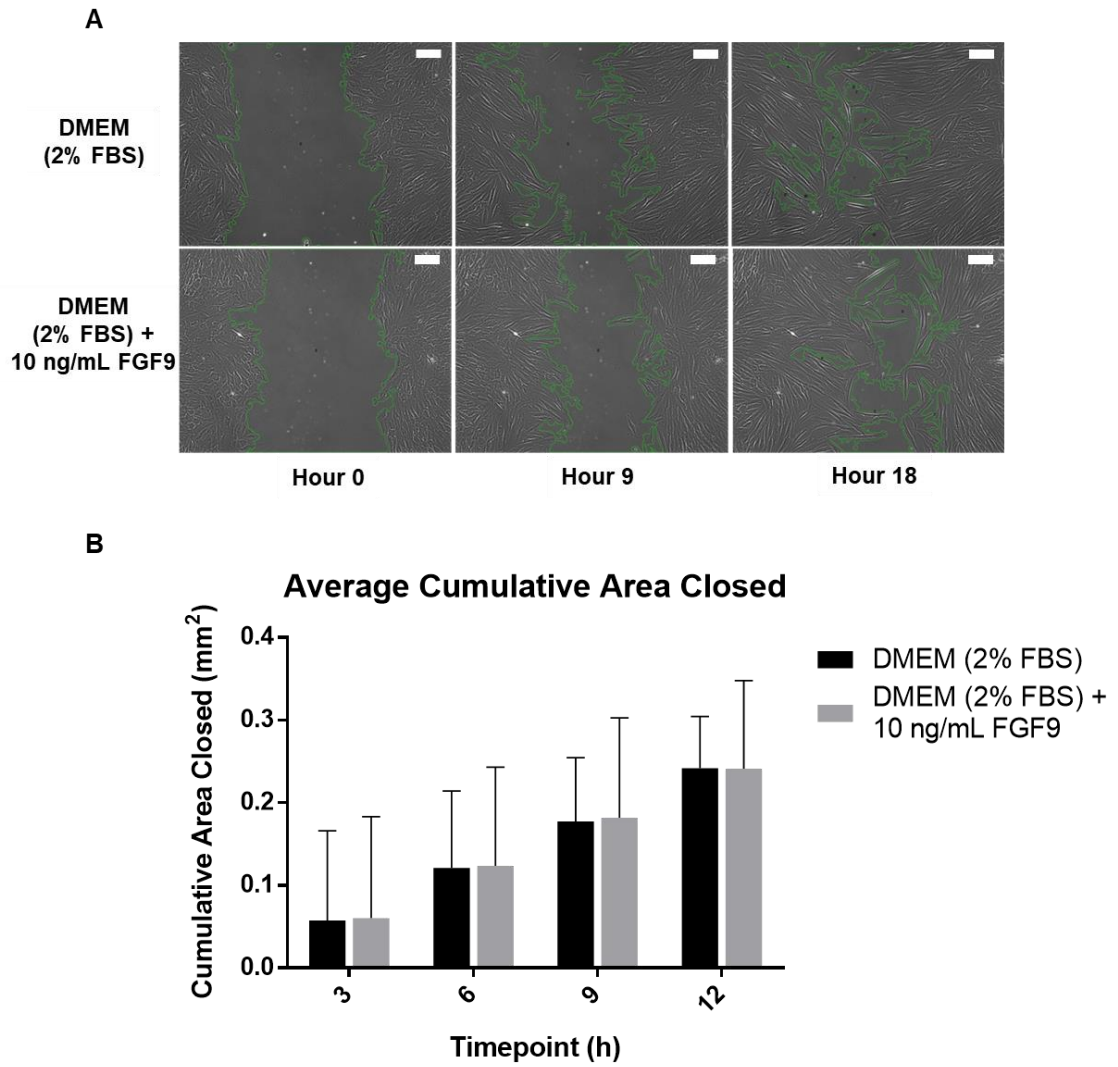 A
DMEM
(2% FBS)
DMEM
(2% FBS) +
10 ng/mL FGF9
Hour 0
Hour 9
Hour 18
B
Average Cumulative Area Closed
Cumulative Area Closed (mm²)
0.4
0.3
0.2
0.1
0.0
3
6
9
12
Timepoint (h)
DMEM (2% FBS)
DMEM (2% FBS) +
10 ng/mL FGF9